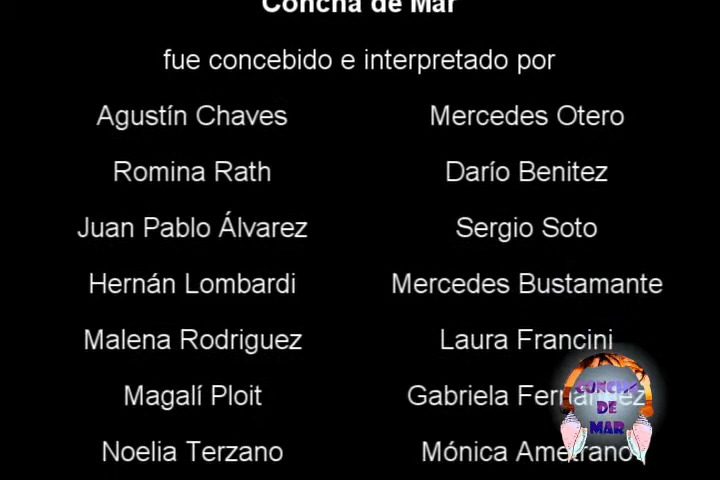 Concha de Mar
fue concebido e interpretado por
Agustín Chaves Mercedes Otero
Romina Rath Darío Benitez
Juan Pablo Álvarez Sergio Soto
Hernán Lombardi Mercedes Bustamante
Malena Rodriguez Laura Francini
Magalí Ploit Gabriela Fernandez
Noelia Terzano Mónica Ametrano
CONCHA
DE
MAR